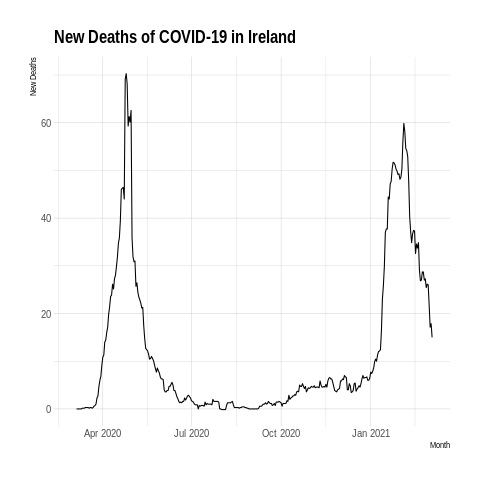 New Deaths of COVID-19 in Ireland
New Deaths
60
40
20
0
Apr 2020 Jul 2020 Oct 2020 Jan 2021
Month